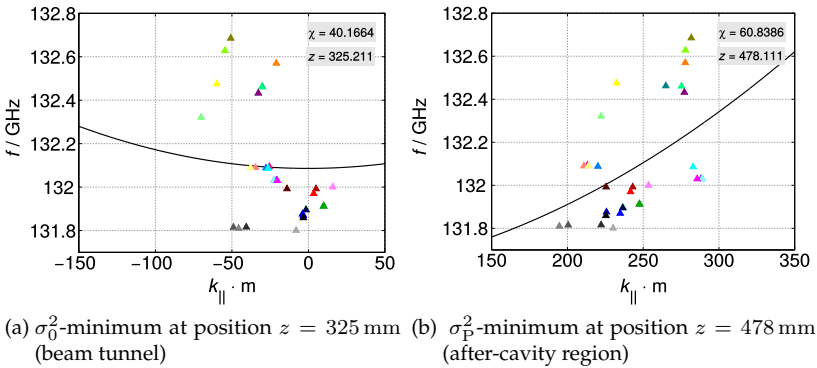 132.8
132.6
132.4
132.2
132
131.8
f / GHz
−150
−100
−50
0
50
k|| · m
χ = 40.1664
z = 325.211
132.8
132.6
132.4
132.2
132
131.8
f / GHz
150
200
250
300
350
k|| · m
χ = 60.8386
z = 478.111
(a) σ₀²-minimum at position z = 325 mm
(beam tunnel)
(b) σ_P²-minimum at position z = 478 mm
(after-cavity region)